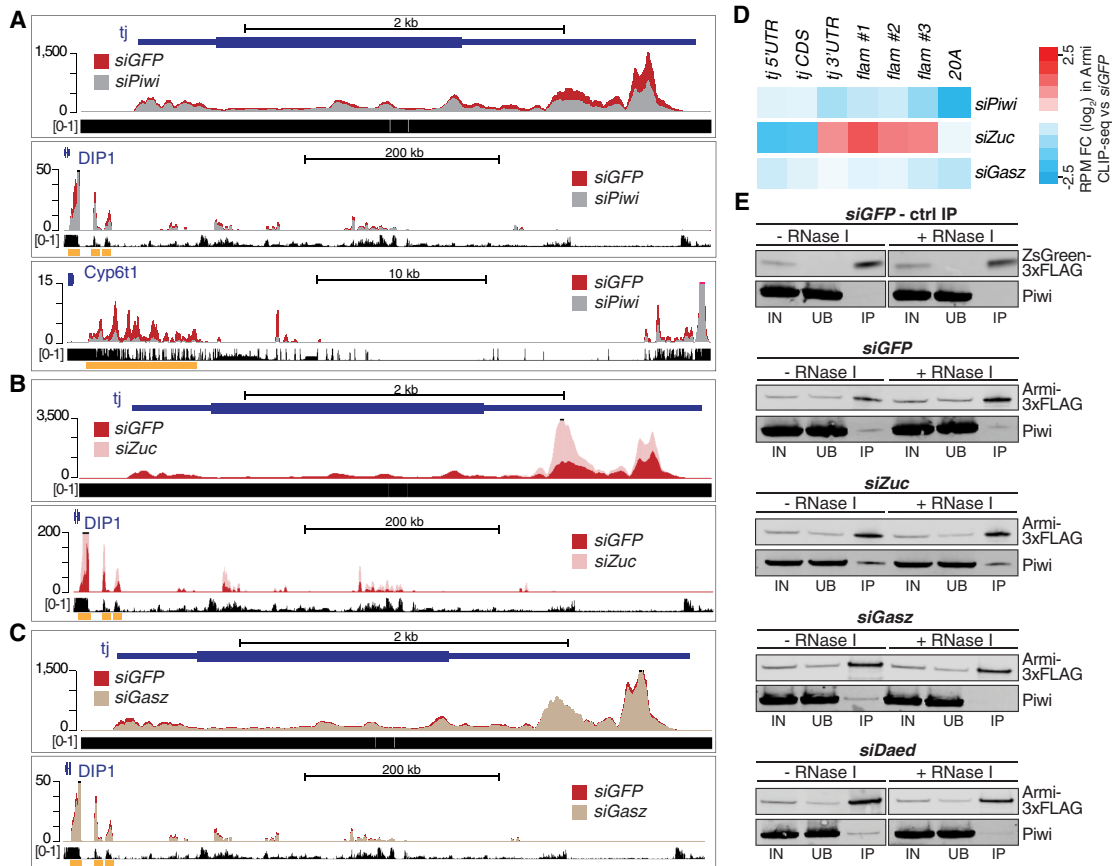 A
2 kb
tj
1,500
0
siGFP
siPiwi
[0-1]
DIP1
200 kb
50
0
siGFP
siPiwi
[0-1]
Cyp6t1
10 kb
15
0
siGFP
siPiwi
[0-1]
B
2 kb
tj
3,500
0
siGFP
siZuc
[0-1]
DIP1
200 kb
200
0
siGFP
siZuc
[0-1]
C
2 kb
tj
1,500
0
siGFP
siGasz
[0-1]
DIP1
200 kb
50
0
siGFP
siGasz
[0-1]
D
tj 5'UTR
tj CDS
tj 3'UTR
flam #1
flam #2
flam #3
20A
siPiwi
siZuc
siGasz
2.5
-2.5
RPM FC (log2) in Armi
CLIP-seq vs siGFP
E
siGFP - ctrl IP
- RNase I + RNase I
ZsGreen-
3xFLAG
Piwi
IN UB IP IN UB IP
siGFP
- RNase I + RNase I
Armi-
3xFLAG
Piwi
IN UB IP IN UB IP
siZuc
- RNase I + RNase I
Armi-
3xFLAG
Piwi
IN UB IP IN UB IP
siGasz
- RNase I + RNase I
Armi-
3xFLAG
Piwi
IN UB IP IN UB IP
siDaed
- RNase I + RNase I
Armi-
3xFLAG
Piwi
IN UB IP IN UB IP